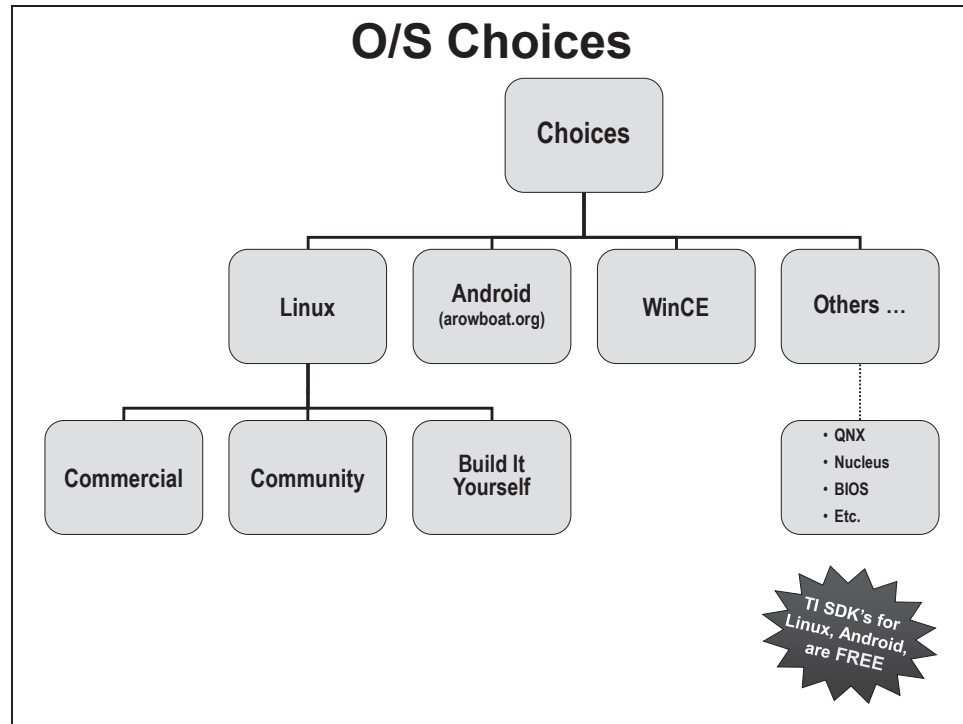 O/S Choices
Choices
Linux
Android
(arowboat.org)
WinCE
Others …
Commercial
Community
Build It
Yourself
• QNX
• Nucleus
• BIOS
• Etc.
TI SDK's for
Linux, Android,
are FREE